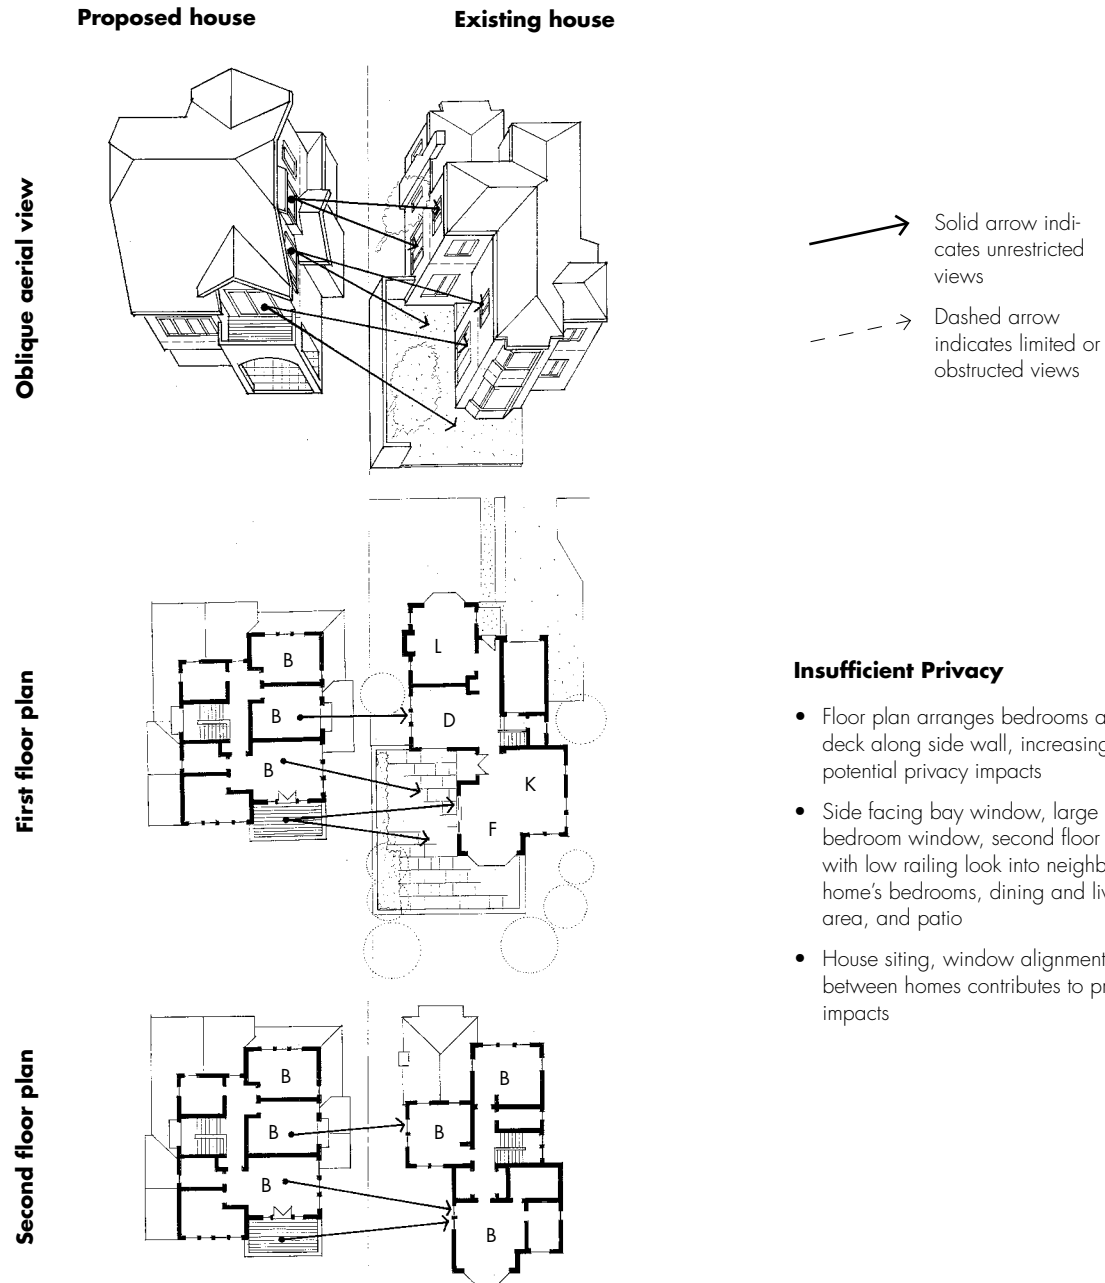 Proposed house
Existing house
Oblique aerial view
Solid arrow indi-
cates unrestricted
views
Dashed arrow
indicates limited or
obstructed views
First floor plan
B
B
B
L
D
K
F
Insufficient Privacy
• Floor plan arranges bedrooms a
deck along side wall, increasing
potential privacy impacts
• Side facing bay window, large
bedroom window, second floor
with low railing look into neighb
home's bedrooms, dining and liv
area, and patio
• House siting, window alignment
between homes contributes to pr
impacts
Second floor plan
B
B
B
B
B
B